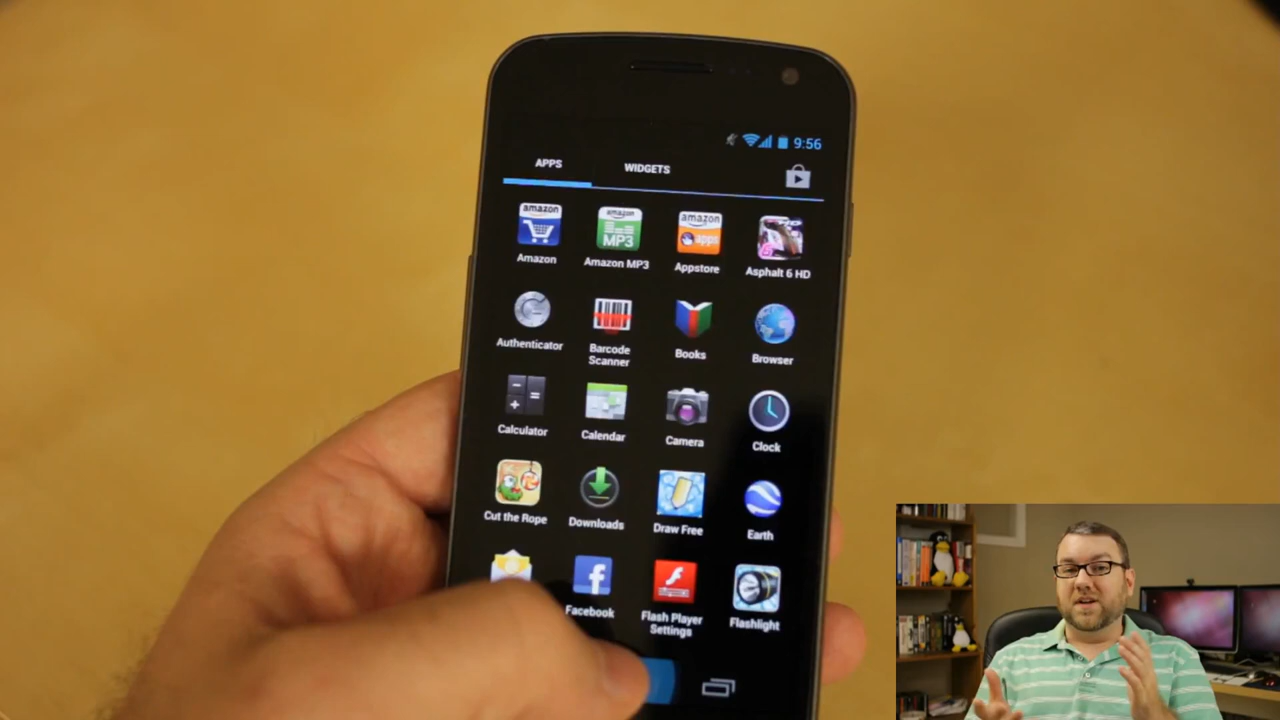 9:56
APPS WIDGETS
amazon amazon amazon HD
MP3 apps
Amazon Amazon MP3 Appstore Asphalt 6 HD
Authenticator Barcode Books Browser
Scanner
Calculator Calendar Camera Clock
Cut the Rope Downloads Draw Free Earth
Facebook Flash Player Flashlight
Settings